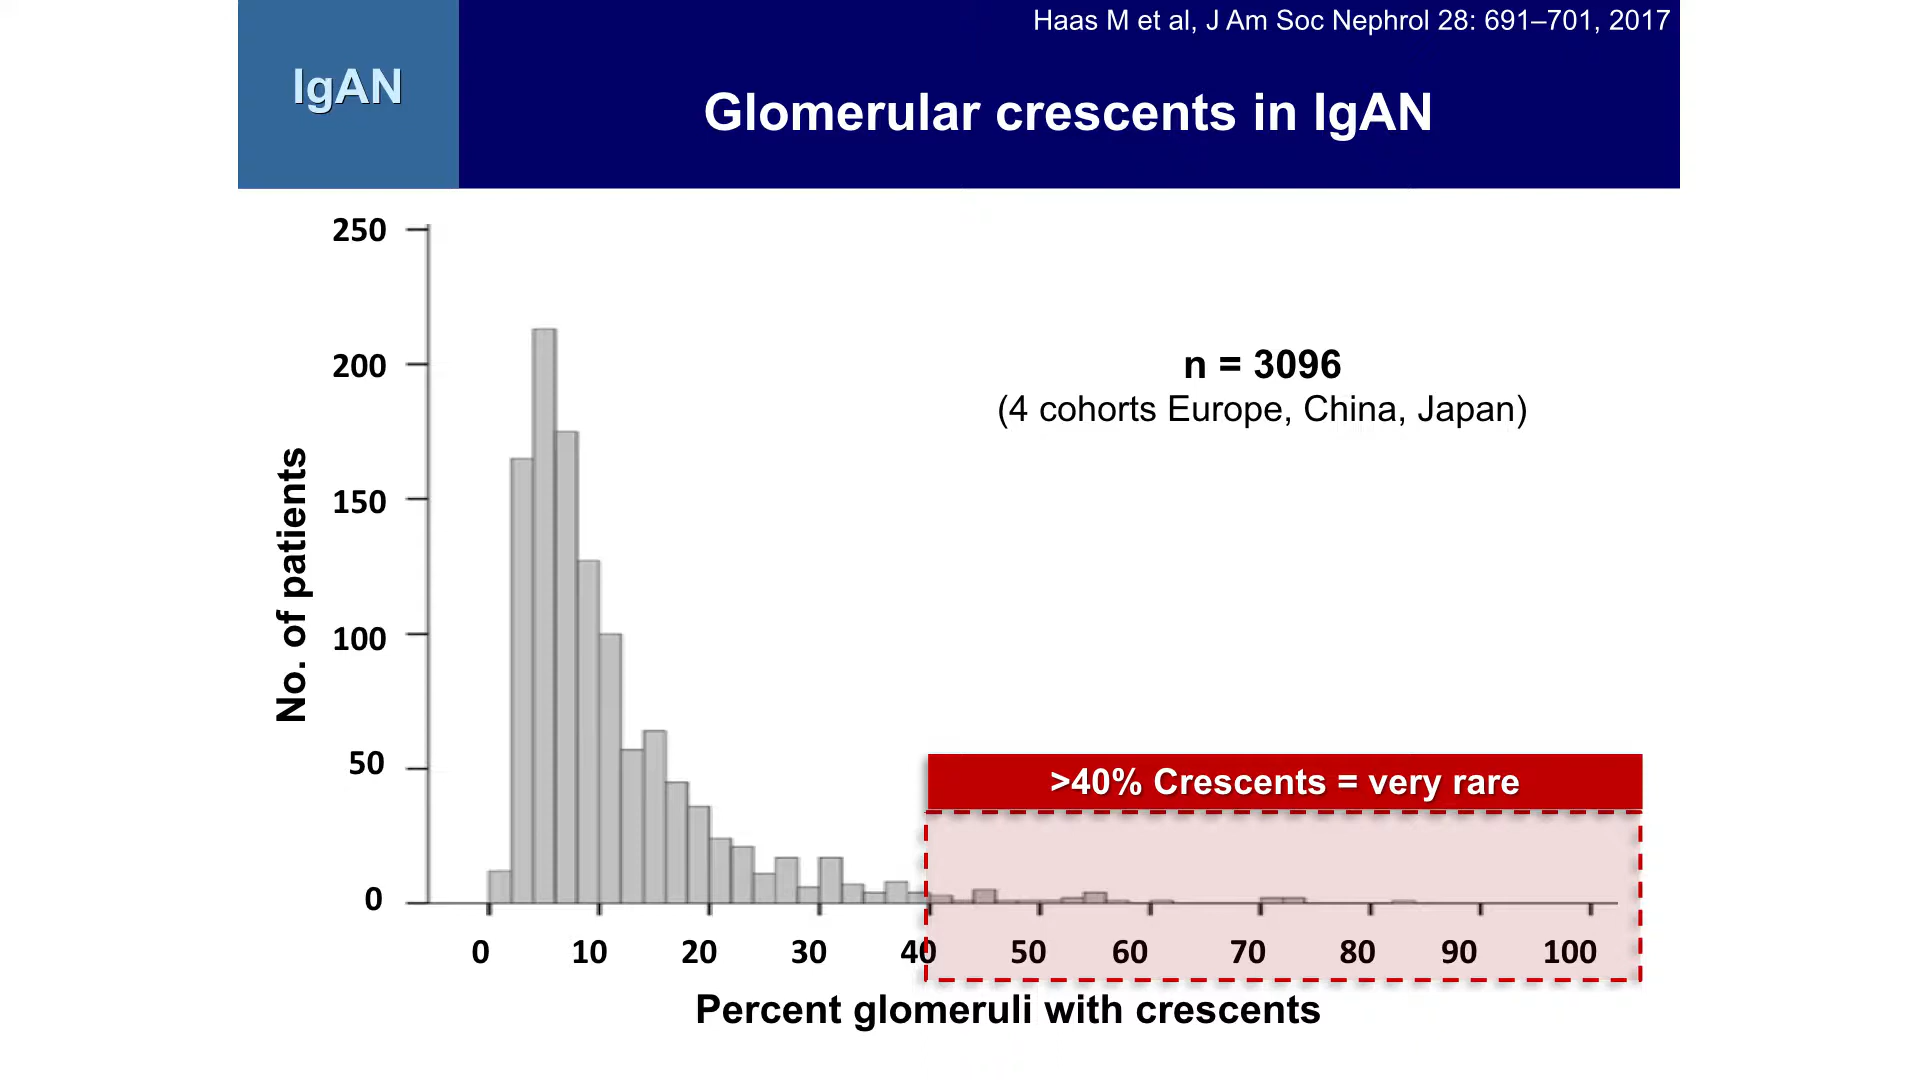 Haas M et al, J Am Soc Nephrol 28: 691–701, 2017
IgAN
Glomerular crescents in IgAN
250
200
150
100
50
0
No. of patients
n = 3096
(4 cohorts Europe, China, Japan)
>40% Crescents = very rare
0 10 20 30 40 50 60 70 80 90 100
Percent glomeruli with crescents